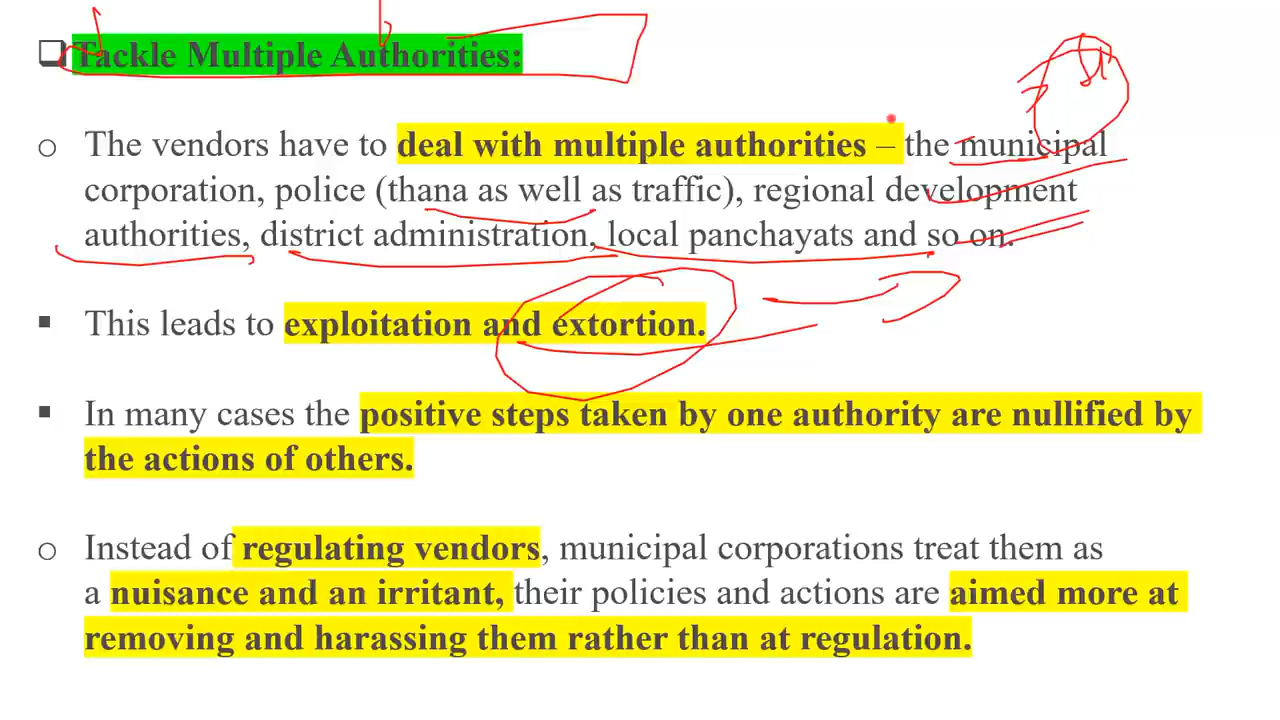 Tackle Multiple Authorities:
The vendors have to deal with multiple authorities – the municipal
corporation, police (thana as well as traffic), regional development
authorities, district administration, local panchayats and so on.
This leads to exploitation and extortion.
In many cases the positive steps taken by one authority are nullified by
the actions of others.
Instead of regulating vendors, municipal corporations treat them as
a nuisance and an irritant, their policies and actions are aimed more at
removing and harassing them rather than at regulation.